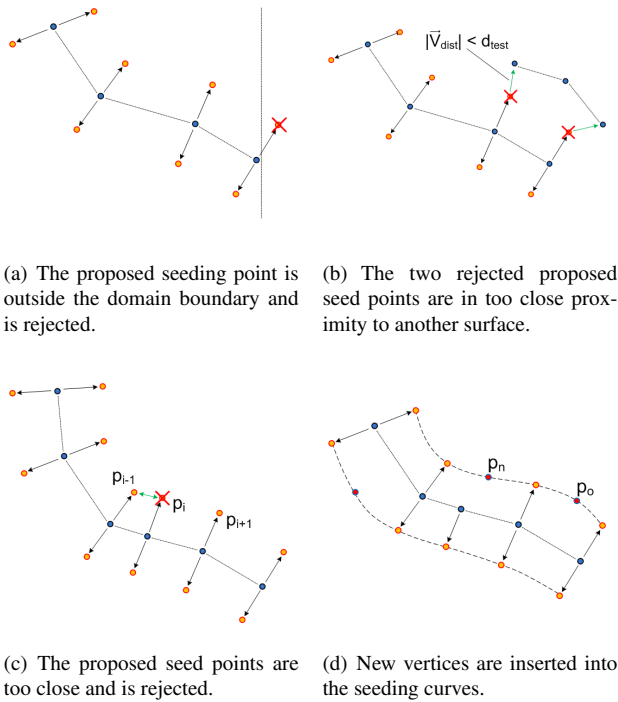 |V⃗dist| < dtest
(a) The proposed seeding point is
outside the domain boundary and
is rejected.
(b) The two rejected proposed
seed points are in too close prox-
imity to another surface.
pi-1
pi
pi+1
pn
po
(c) The proposed seed points are
too close and is rejected.
(d) New vertices are inserted into
the seeding curves.